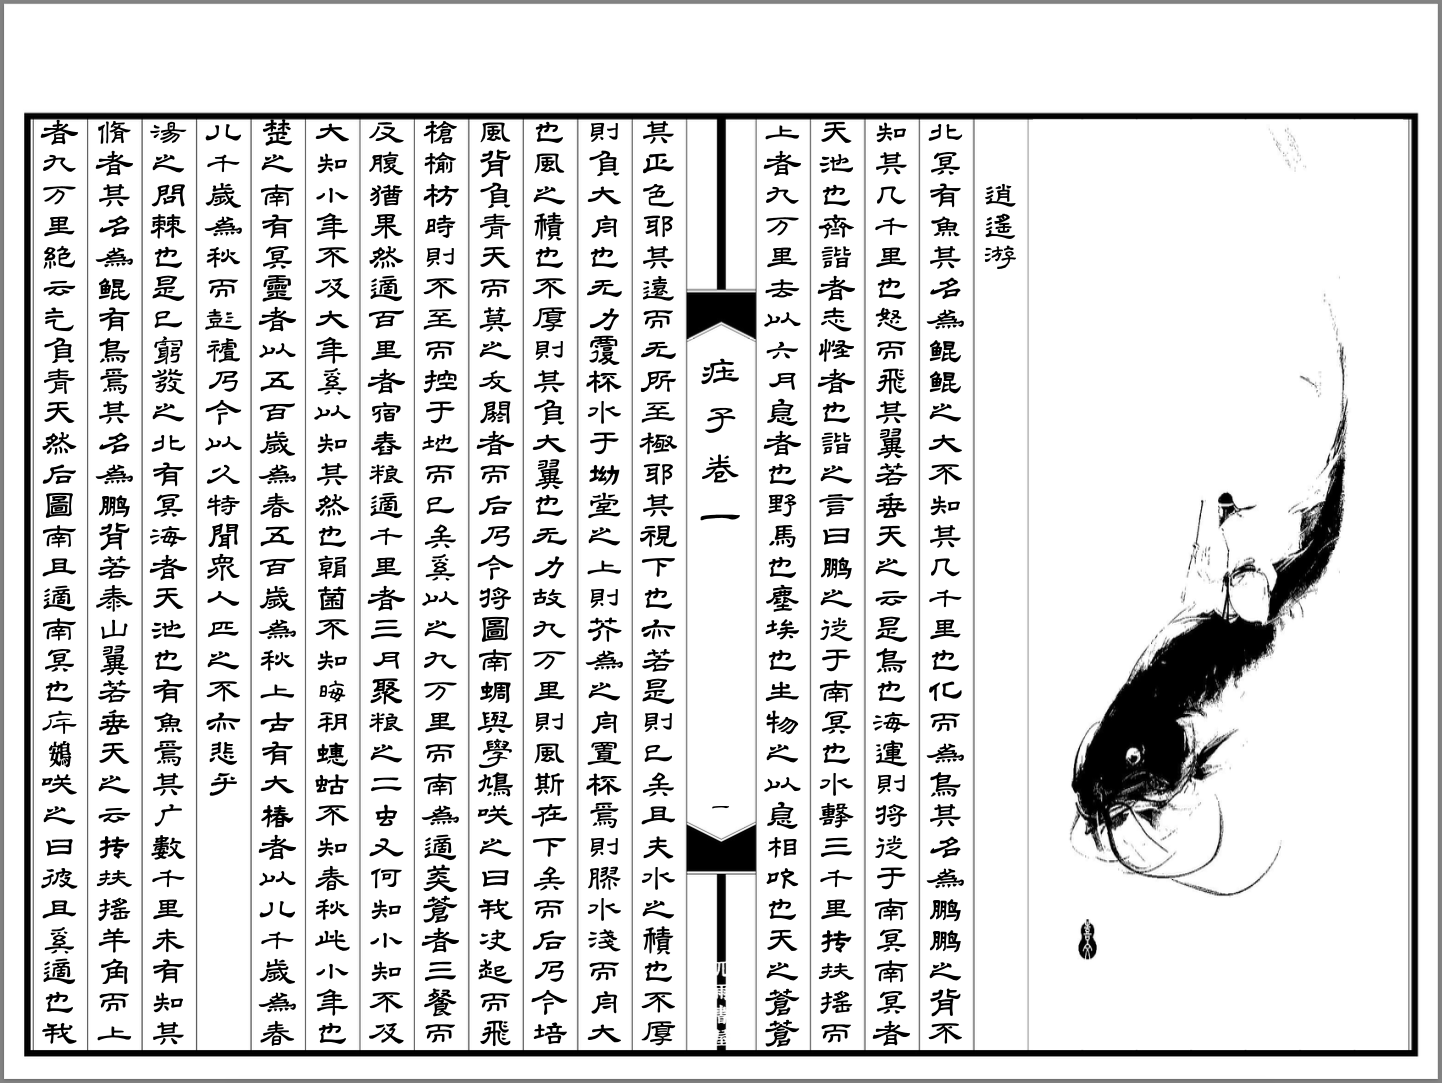 逍遙游
北冥有魚其名為鲲鲲之大不知其几千里也化而為鳥其名為鹏鹏之背不
知其几千里也怒而飛其翼若垂天之云是鳥也海運則将徙于南冥南冥者
天池也齊諧者志怪者也諧之言曰鹏之徙于南冥也水擊三千里抟扶搖而
上者九万里去以六月息者也野馬也塵埃也生物之以息相吹也天之蒼蒼
庄子卷一
一
其正色耶其遠而无所至極耶其視下也亦若是則已矣且夫水之積也不厚
則負大舟也无力覆杯水于坳堂之上則芥為之舟置杯焉則膠水淺而舟大
也風之積也不厚則其負大翼也无力故九万里則風斯在下矣而后乃今培
風背負青天而莫之夭閼者而后乃今将圖南蜩與學鳩咲之曰我决起而飛
槍榆枋時則不至而控于地而已矣奚以之九万里而南為適莽蒼者三餐而
反腹猶果然適百里者宿舂粮適千里者三月聚粮之二虫又何知小知不及
大知小年不及大年奚以知其然也朝菌不知晦朔蟪蛄不知春秋此小年也
楚之南有冥靈者以五百歲為春五百歲為秋上古有大椿者以八千歲為春
八千歲為秋而彭祖乃今以久特聞衆人匹之不亦悲乎
湯之問棘也是已窮發之北有冥海者天池也有魚焉其广數千里未有知其
脩者其名為鲲有鳥焉其名為鹏背若泰山翼若垂天之云抟扶搖羊角而上
者九万里絕云气負青天然后圖南且適南冥也斥鴳咲之曰彼且奚適也我